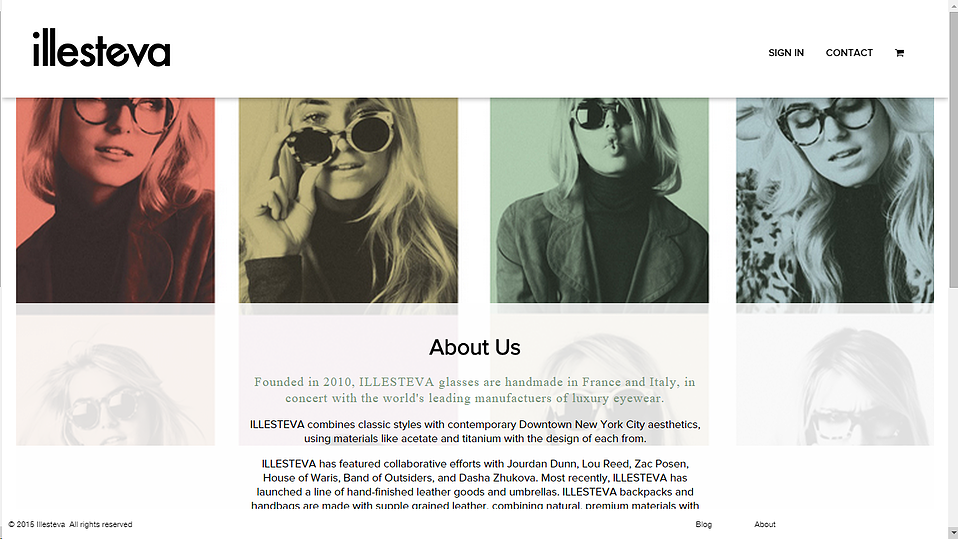 illesteva
SIGN IN CONTACT
About Us
Founded in 2010, ILLESTEVA glasses are handmade in France and Italy, in
concert with the world's leading manufactuers of luxury eyewear.
ILLESTEVA combines classic styles with contemporary Downtown New York City aesthetics,
using materials like acetate and titanium with the design of each from.
ILLESTEVA has featured collaborative efforts with Jourdan Dunn, Lou Reed, Zac Posen,
House of Waris, Band of Outsiders, and Dasha Zhukova. Most recently, ILLESTEVA has
launched a line of hand-finished leather goods and umbrellas. ILLESTEVA backpacks and
handbags are made with supple grained leather, combining natural, premium materials with
© 2015 Illesteva All rights reserved Blog About